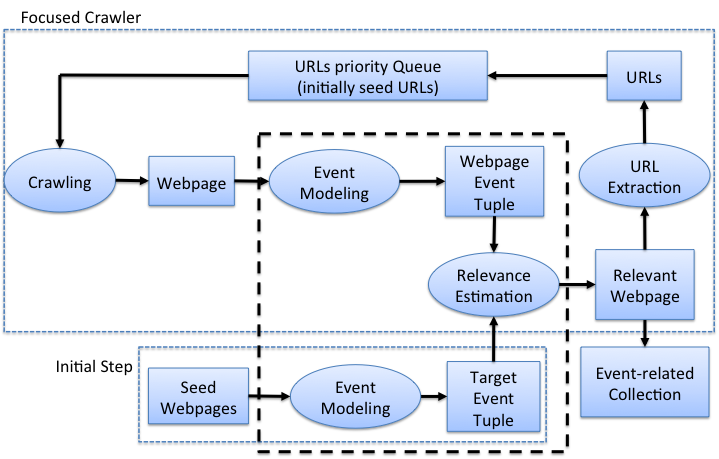 Focused Crawler
URLs priority Queue
(initially seed URLs)
URLs
Crawling
Webpage
Event
Modeling
Webpage
Event
Tuple
URL
Extraction
Relevance
Estimation
Relevant
Webpage
Initial Step
Seed
Webpages
Event
Modeling
Target
Event
Tuple
Event-related
Collection